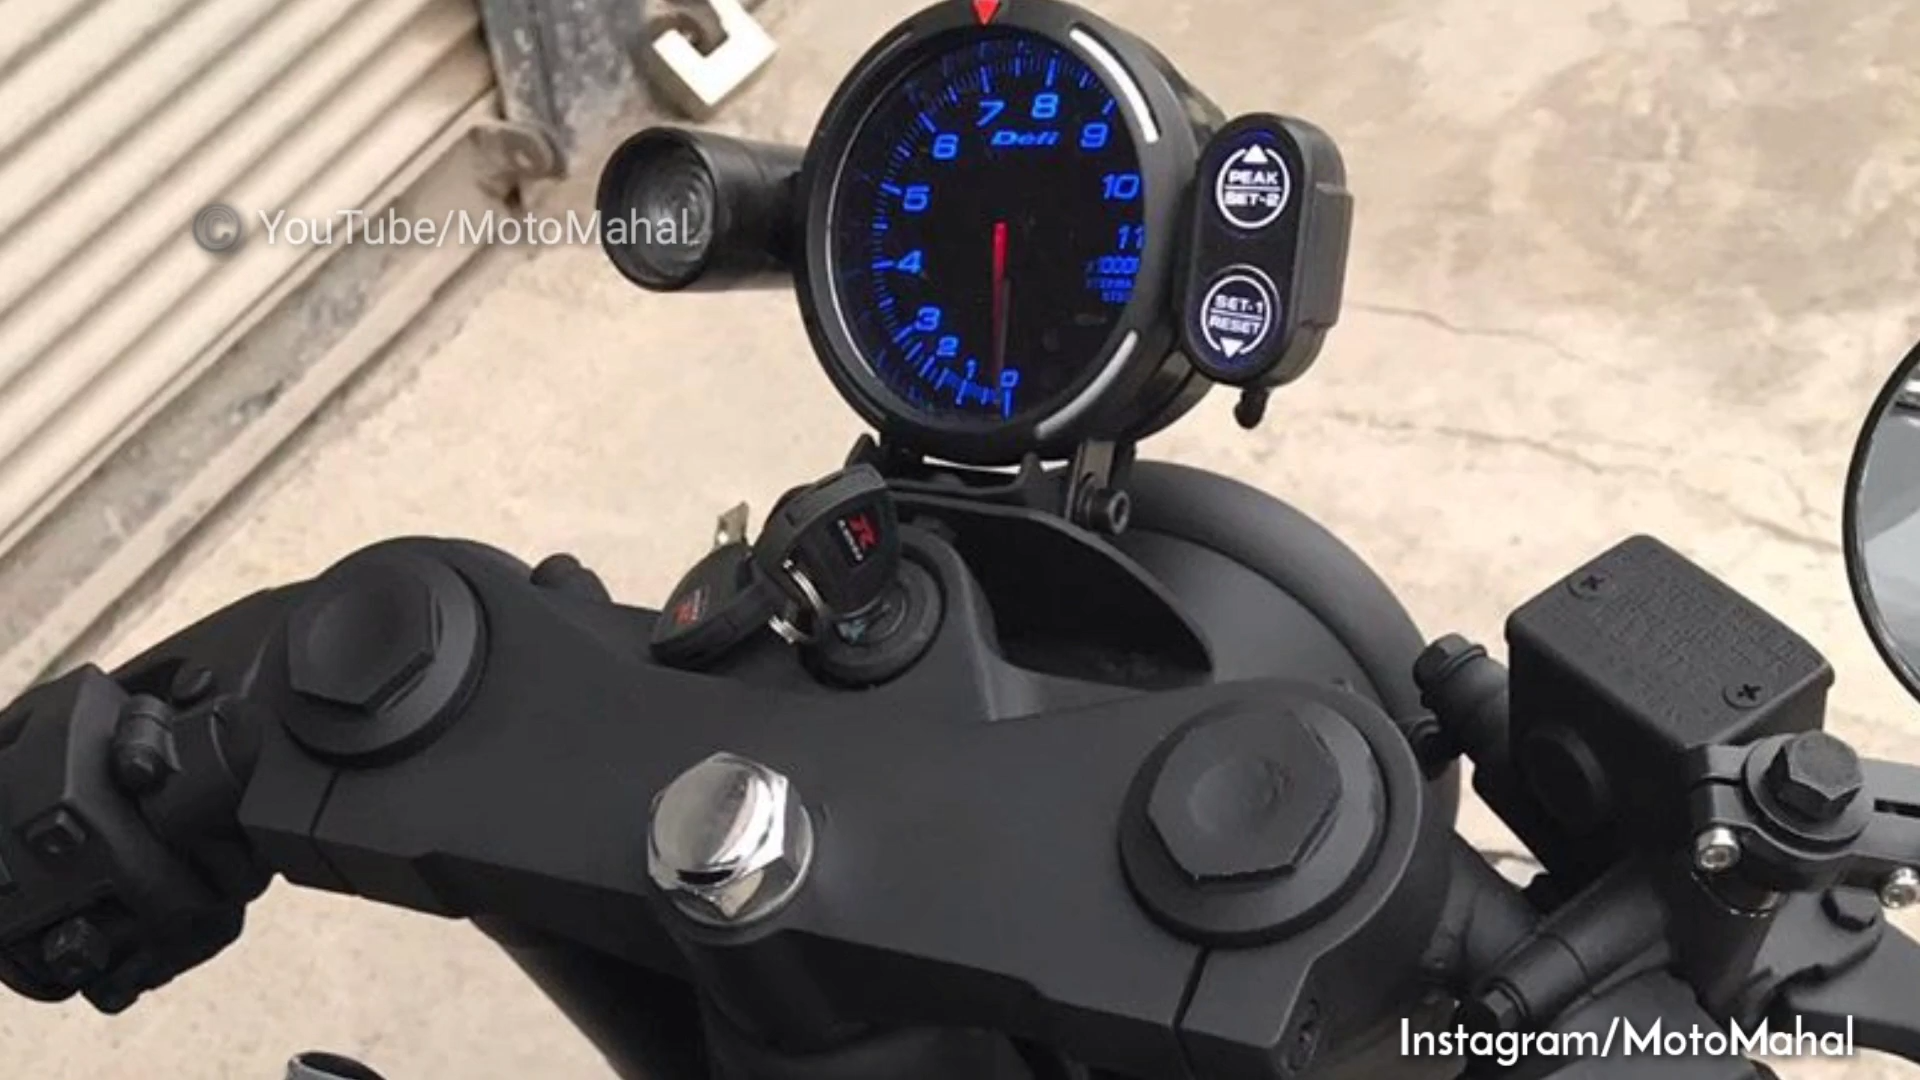 7 8
Defi
6 9
PEAK
SET-2
5 10
© YouTube/MotoMahal
11
4
SET-1
RESET
3
2
1 0
R
Instagram/MotoMahal